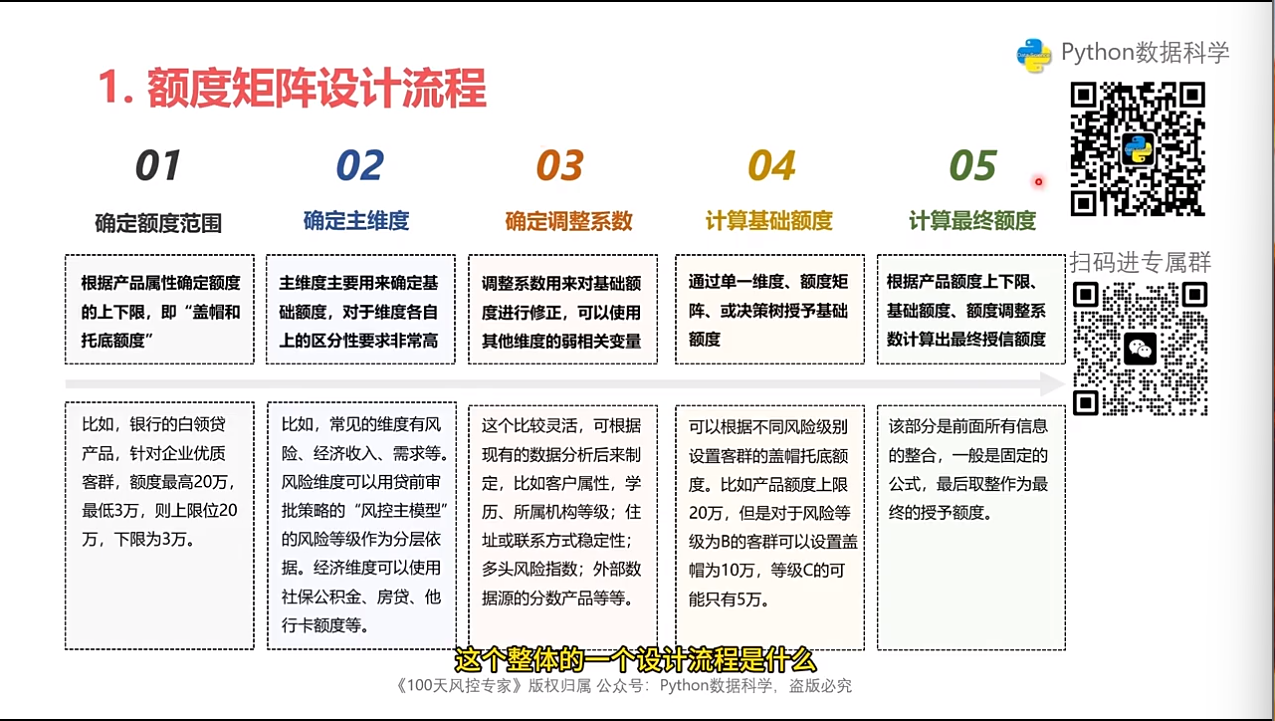 Python数据科学
1. 额度矩阵设计流程
01
确定额度范围
根据产品属性确定额度
的上下限，即“盖帽和
托底额度”
比如，银行的白领贷
产品，针对企业优质
客群，额度最高20万，
最低3万，则上限位20
万，下限为3万。
02
确定主维度
主维度主要用来确定基
础额度，对于维度各自
上的区分性要求非常高
比如，常见的维度有风
险、经济收入、需求等。
风险维度可以用贷前审
批策略的“风控主模型”
的风险等级作为分层依
据。经济维度可以使用
社保公积金、房贷、他
行卡额度等。
03
确定调整系数
调整系数用来对基础额
度进行修正，可以使用
其他维度的弱相关变量
这个比较灵活，可根据
现有的数据分析后来制
定，比如客户属性，学
历、所属机构等级；住
址或联系方式稳定性；
多头风险指数；外部数
据源的分数产品等等。
04
计算基础额度
通过单一维度、额度矩
阵、或决策树授予基础
额度
可以根据不同风险级别
设置客群的盖帽托底额
度。比如产品额度上限
20万，但是对于风险等
级为B的客群可以设置盖
帽为10万，等级C的可
能只有5万。
05
计算最终额度
根据产品额度上下限、
基础额度、额度调整系
数计算出最终授信额度
该部分是前面所有信息
的整合，一般是固定的
公式，最后取整作为最
终的授予额度。
扫码进专属群
这个整体的一个设计流程是什么
《100天风控专家》版权归属 公众号：Python数据科学，盗版必究